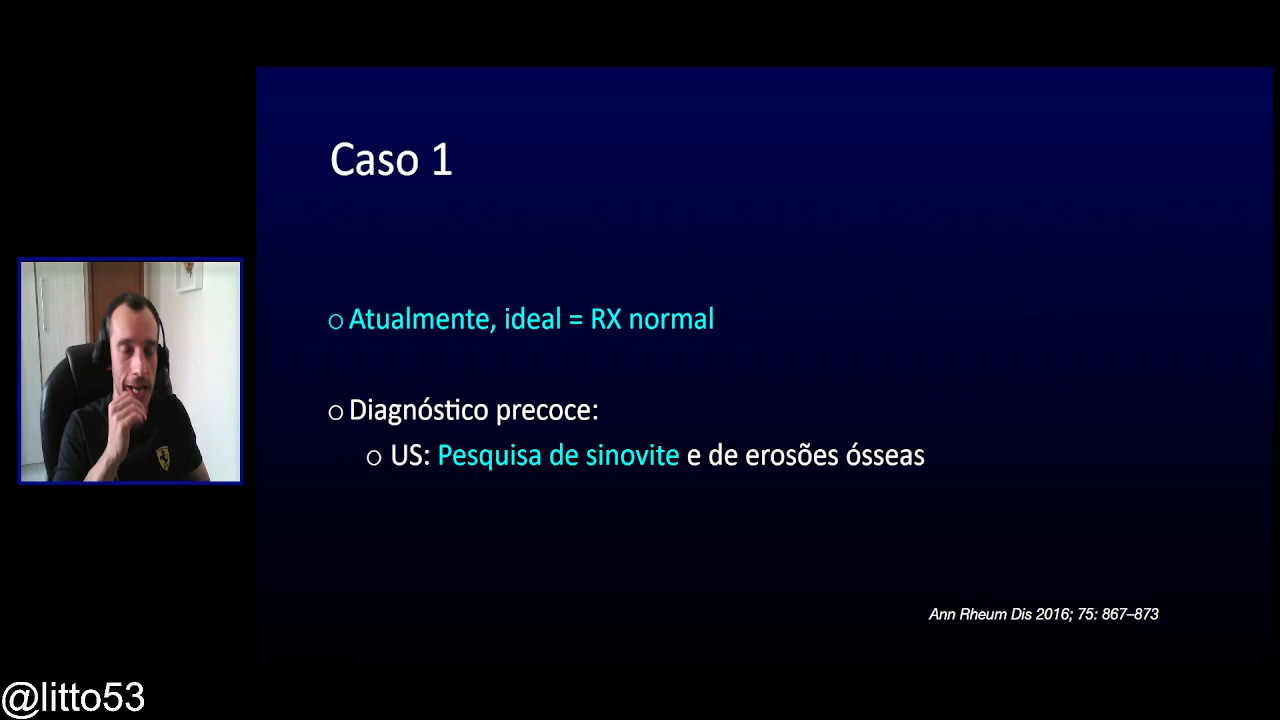 Caso 1
Atualmente, ideal = RX normal
Diagnóstico precoce:
US: Pesquisa de sinovite e de erosões ósseas
Ann Rheum Dis 2016; 75: 867–873
@litto53